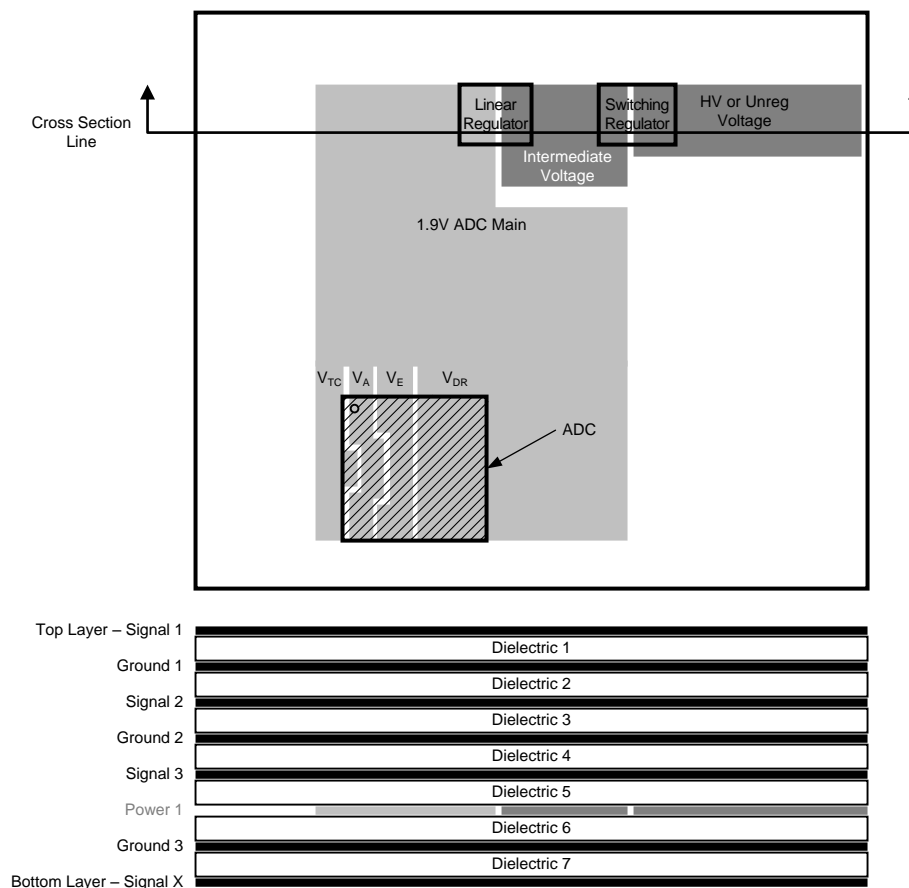 Linear
Regulator
Switching
Regulator
HV or Unreg
Voltage
Cross Section
Line
Intermediate
Voltage
1.9V ADC Main
VTC VA VE VDR
ADC
Top Layer – Signal 1
Dielectric 1
Ground 1
Dielectric 2
Signal 2
Dielectric 3
Ground 2
Dielectric 4
Signal 3
Dielectric 5
Power 1
Dielectric 6
Ground 3
Dielectric 7
Bottom Layer – Signal X